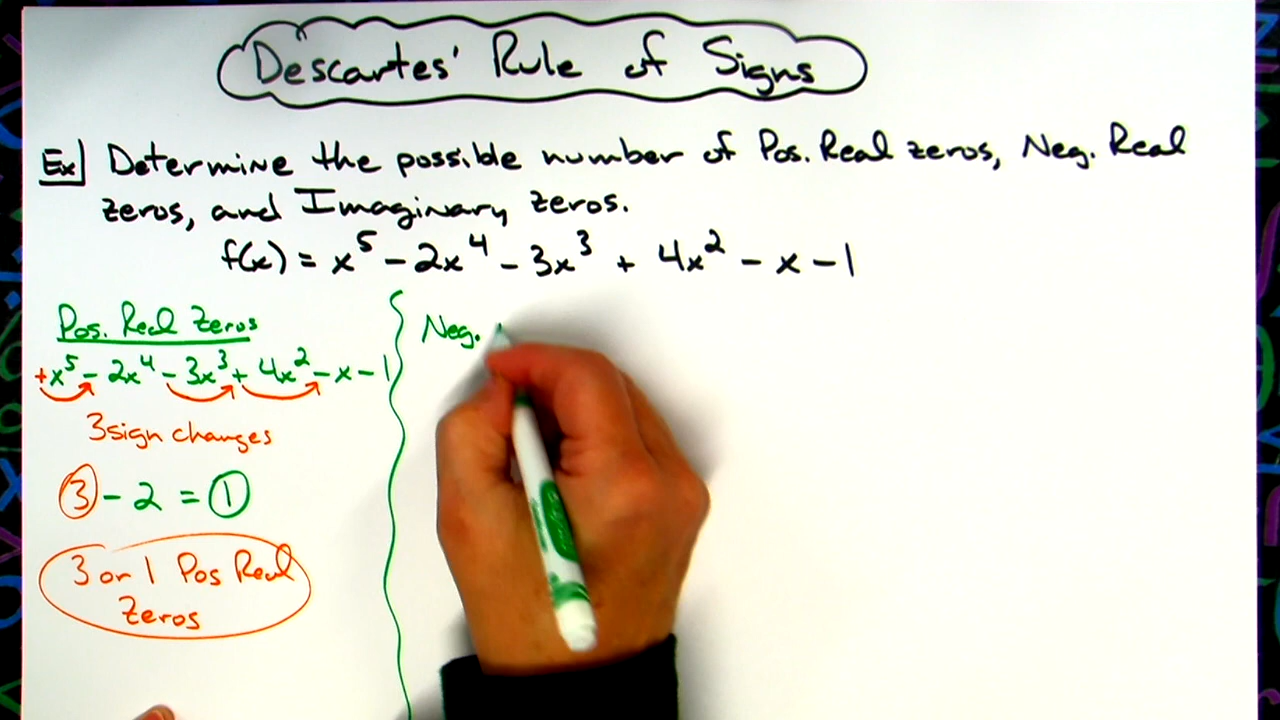 Descartes' Rule of Signs
Ex] Determine the possible number of Pos. Real zeros, Neg. Real
zeros, and Imaginary zeros.
f(x) = x⁵ - 2x⁴ - 3x³ + 4x² - x - 1
Pos. Real Zeros
+x⁵ - 2x⁴ - 3x³ + 4x² - x - 1
3 sign changes
3 - 2 = 1
3 or 1 Pos Real
Zeros
Neg.